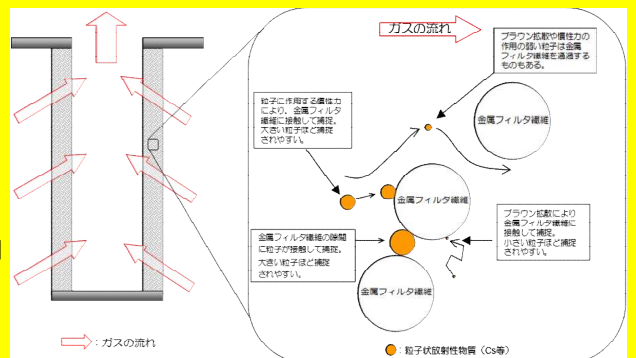 ガスの流れ
ブラウン拡散や慣性力の
作用の弱い粒子は金属
フィルタ繊維を通過する
ものもある。
金属フィルタ繊維
粒子に作用する慣性力
により、金属フィルタ
繊維に接触して捕捉。
大きい粒子ほど捕捉
されやすい。
金属フィルタ繊維
金属フィルタ繊維の隙間
に粒子が接触して捕捉。
大きい粒子ほど捕捉
されやすい。
ブラウン拡散により
金属フィルタ繊維に
接触して捕捉。
小さい粒子ほど捕捉
されやすい。
金属フィルタ繊維
：ガスの流れ
：粒子状放射性物質（Cs等）